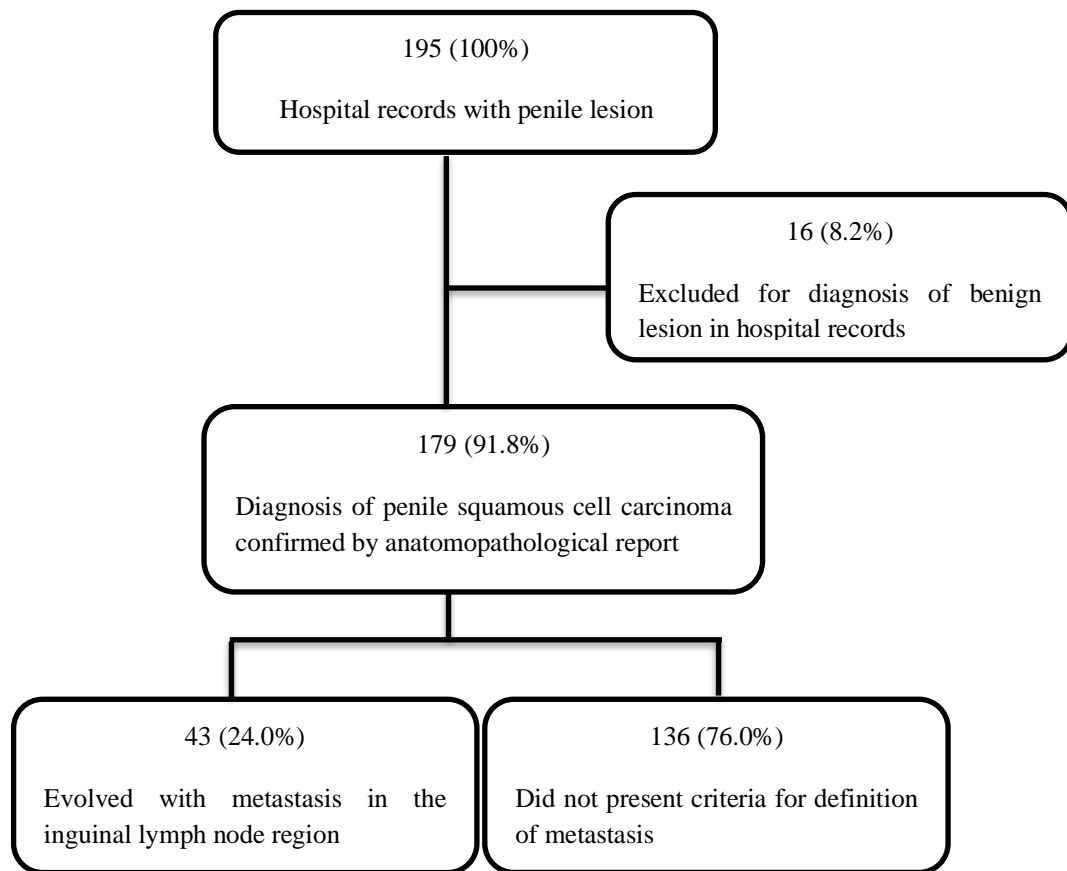 195 (100%)
Hospital records with penile lesion
16 (8.2%)
Excluded for diagnosis of benign
lesion in hospital records
179 (91.8%)
Diagnosis of penile squamous cell carcinoma
confirmed by anatomopathological report
43 (24.0%)
Evolved with metastasis in the
inguinal lymph node region
136 (76.0%)
Did not present criteria for definition
of metastasis